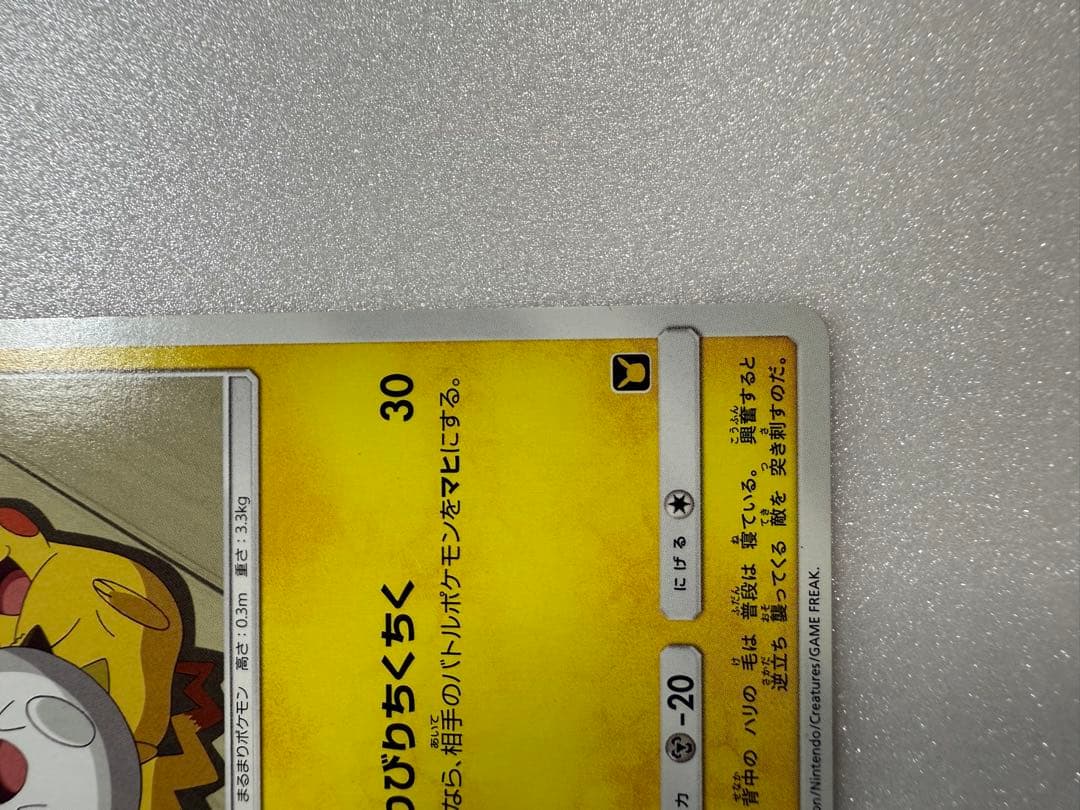 まるまりポケモン 高さ：0.3m 重さ：3.3kg
びりちくちく 30
なら、相手のバトルポケモンをマヒにする。
カ -20 にげる
背中の ハリの 毛は 普段は 寝ている。 興奮すると
逆立ち 襲ってくる 敵を 突き刺すのだ。
on/Nintendo/Creatures/GAME FREAK.